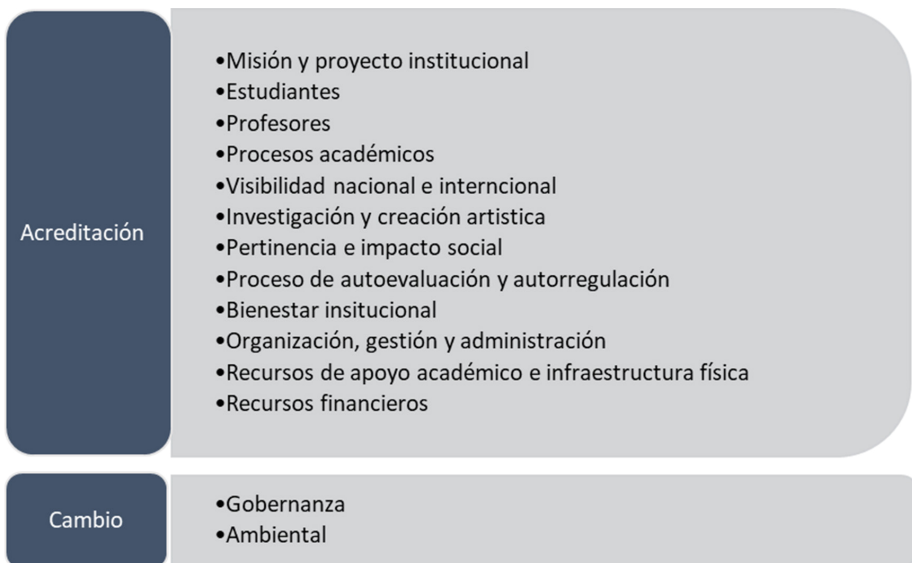 Acreditación
•Misión y proyecto institucional
•Estudiantes
•Profesores
•Procesos académicos
•Visibilidad nacional e interncional
•Investigación y creación artistica
•Pertinencia e impacto social
•Proceso de autoevaluación y autorregulación
•Bienestar insitucional
•Organización, gestión y administración
•Recursos de apoyo académico e infraestructura física
•Recursos financieros
Cambio
•Gobernanza
•Ambiental